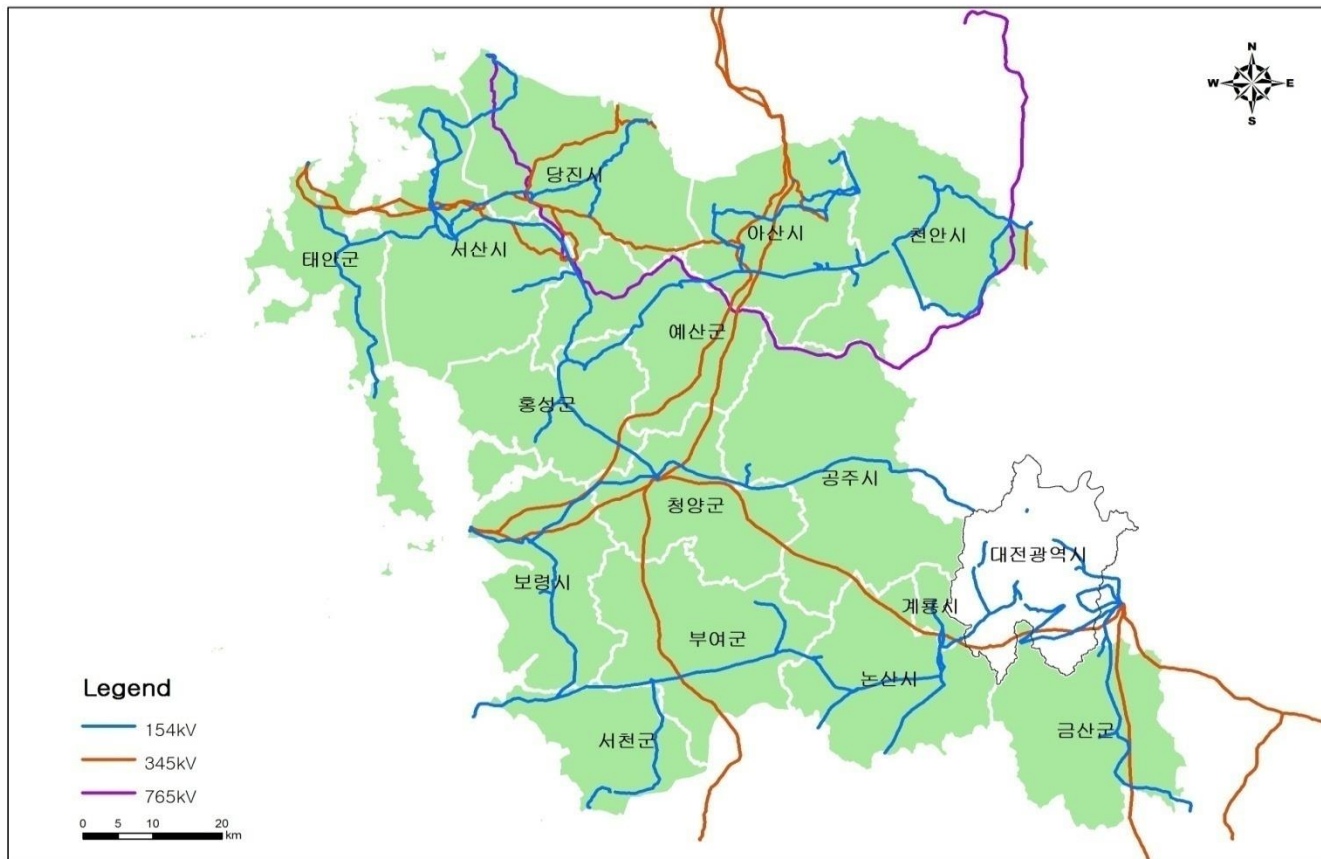 N
W E
S
당진시
아산시
천안시
태안군
서산시
예산군
홍성군
공주시
청양군
대전광역시
보령시
계룡시
부여군
논산시
서천군
금산군
Legend
154kV
345kV
765kV
0 5 10 20
km